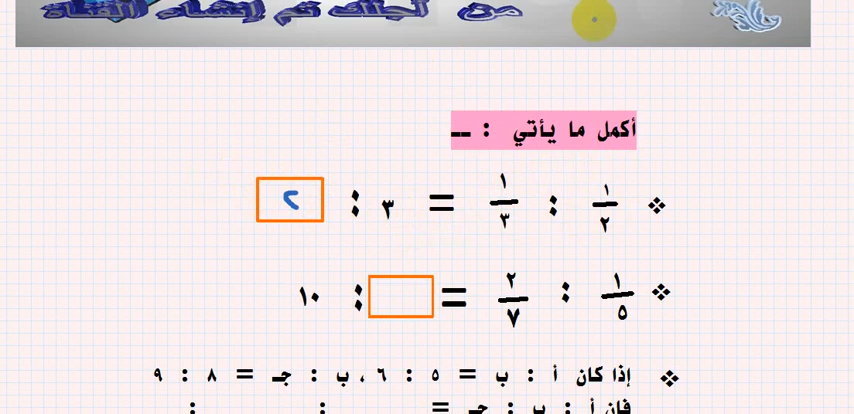 من أجلك تم إنشاء القناة
أكمل ما يأتي : ــ
❖ ١/٢ : ١/٣ = ٣ : ٢
❖ ١/٥ : ٢/٧ = : ١٠
❖ إذا كان أ : ب = ٥ : ٦ ، ب : جـ = ٨ : ٩
فإن أ : ب : جـ = : :